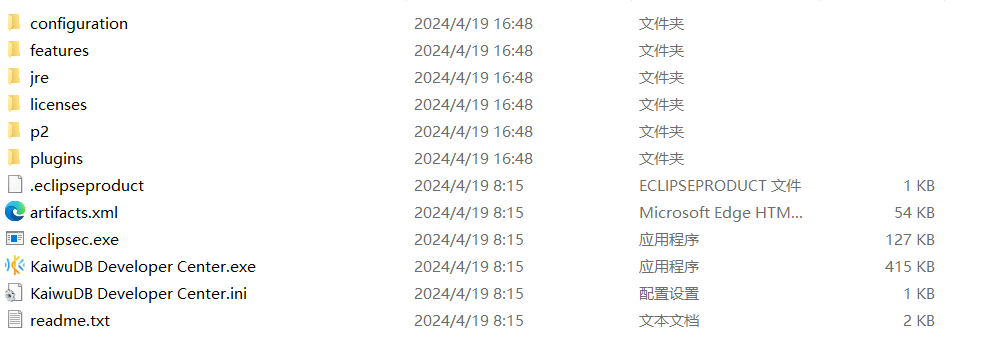 configuration 2024/4/19 16:48 文件夹
features 2024/4/19 16:48 文件夹
jre 2024/4/19 16:48 文件夹
licenses 2024/4/19 16:48 文件夹
p2 2024/4/19 16:48 文件夹
plugins 2024/4/19 16:48 文件夹
.eclipseproduct 2024/4/19 8:15 ECLIPSEPRODUCT 文件 1 KB
artifacts.xml 2024/4/19 8:15 Microsoft Edge HTM... 54 KB
eclipsec.exe 2024/4/19 8:15 应用程序 127 KB
KaiwuDB Developer Center.exe 2024/4/19 8:15 应用程序 415 KB
KaiwuDB Developer Center.ini 2024/4/19 8:15 配置设置 1 KB
readme.txt 2024/4/19 8:15 文本文档 2 KB